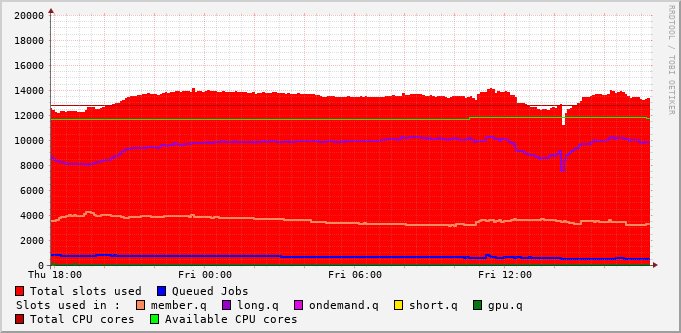 20000
18000
16000
14000
12000
10000
8000
6000
4000
2000
0
Thu 18:00 Fri 00:00 Fri 06:00 Fri 12:00
RRDTOOL / TOBI OETIKER
Total slots used Queued Jobs
Slots used in : member.q long.q ondemand.q short.q gpu.q
Total CPU cores Available CPU cores